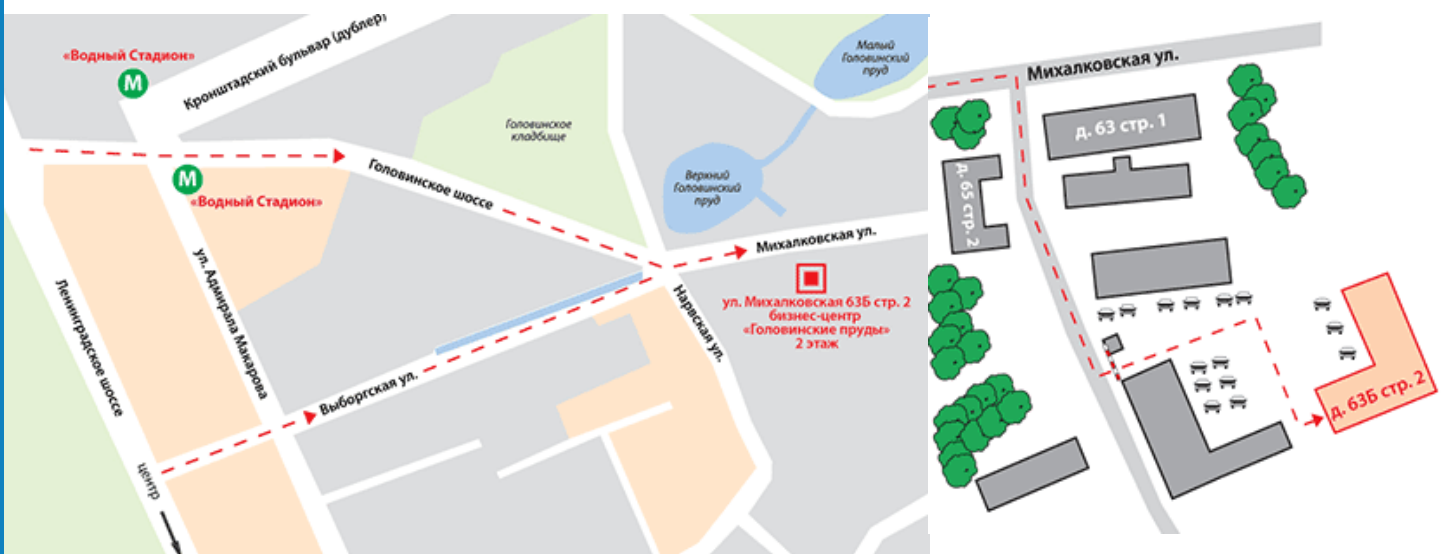 «Водный Стадион»
М
Кронштадский бульвар (дублер)
Малый
Головинский
пруд
Головинское
кладбище
Головинское шоссе
М
«Водный Стадион»
Верхний
Головинский
пруд
Михалковская ул.
ул. Михалковская 63Б стр. 2
бизнес-центр
«Головинские пруды»
2 этаж
ул. Адмирала Макарова
Ленинградское шоссе
Нарвская ул.
Выборгская ул.
центр
Михалковская ул.
д. 63 стр. 1
д. 65 стр. 2
д. 63Б стр. 2